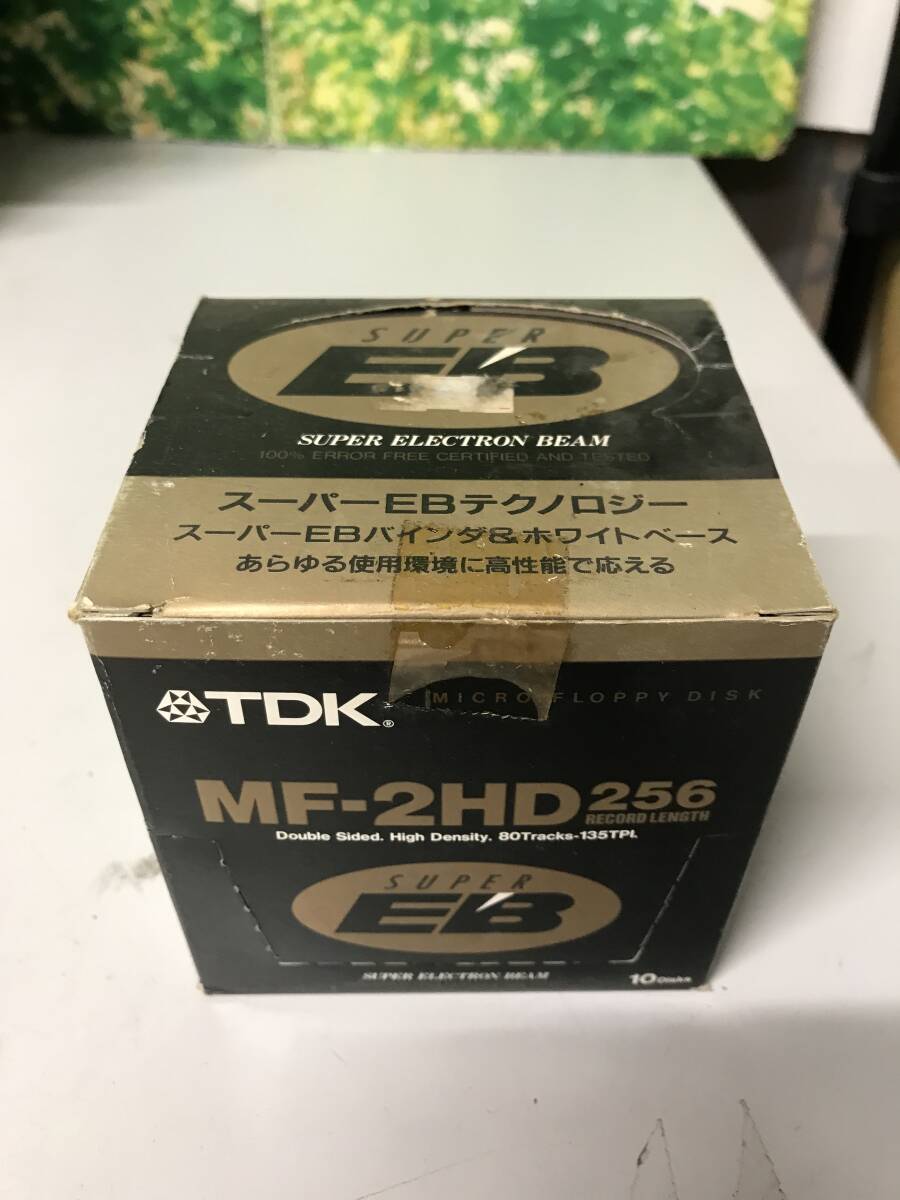 SUPER
EB
SUPER ELECTRON BEAM
100% ERROR FREE CERTIFIED AND TESTED
スーパーEBテクノロジー
スーパーEBバインダ&ホワイトベース
あらゆる使用環境に高性能で応える
TDK®
MICRO FLOPPY DISK
MF-2HD 256
RECORD LENGTH
Double Sided. High Density. 80Tracks-135TPI.
SUPER
EB
SUPER ELECTRON BEAM
10 Disks